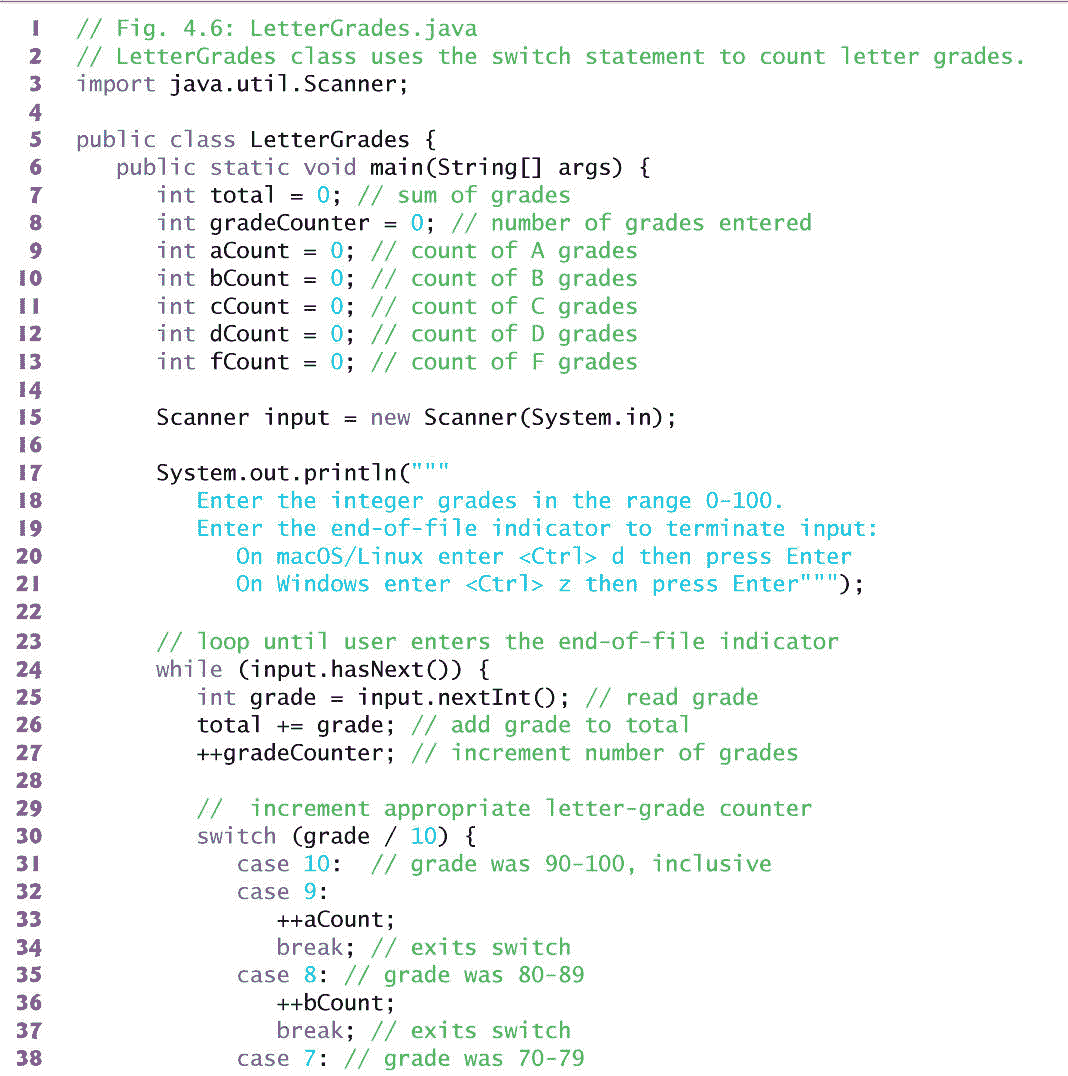 1 // Fig. 4.6: LetterGrades.java
2 // LetterGrades class uses the switch statement to count letter grades.
3 import java.util.Scanner;
4
5 public class LetterGrades {
6    public static void main(String[] args) {
7       int total = 0; // sum of grades
8       int gradeCounter = 0; // number of grades entered
9       int aCount = 0; // count of A grades
10       int bCount = 0; // count of B grades
11       int cCount = 0; // count of C grades
12       int dCount = 0; // count of D grades
13       int fCount = 0; // count of F grades
14
15       Scanner input = new Scanner(System.in);
16
17       System.out.println("""
18          Enter the integer grades in the range 0-100.
19          Enter the end-of-file indicator to terminate input:
20             On macOS/Linux enter <Ctrl> d then press Enter
21             On Windows enter <Ctrl> z then press Enter""");
22
23       // loop until user enters the end-of-file indicator
24       while (input.hasNext()) {
25          int grade = input.nextInt(); // read grade
26          total += grade; // add grade to total
27          ++gradeCounter; // increment number of grades
28
29          //  increment appropriate letter-grade counter
30          switch (grade / 10) {
31             case 10:  // grade was 90-100, inclusive
32             case 9:
33                ++aCount;
34                break; // exits switch
35             case 8: // grade was 80-89
36                ++bCount;
37                break; // exits switch
38             case 7: // grade was 70-79